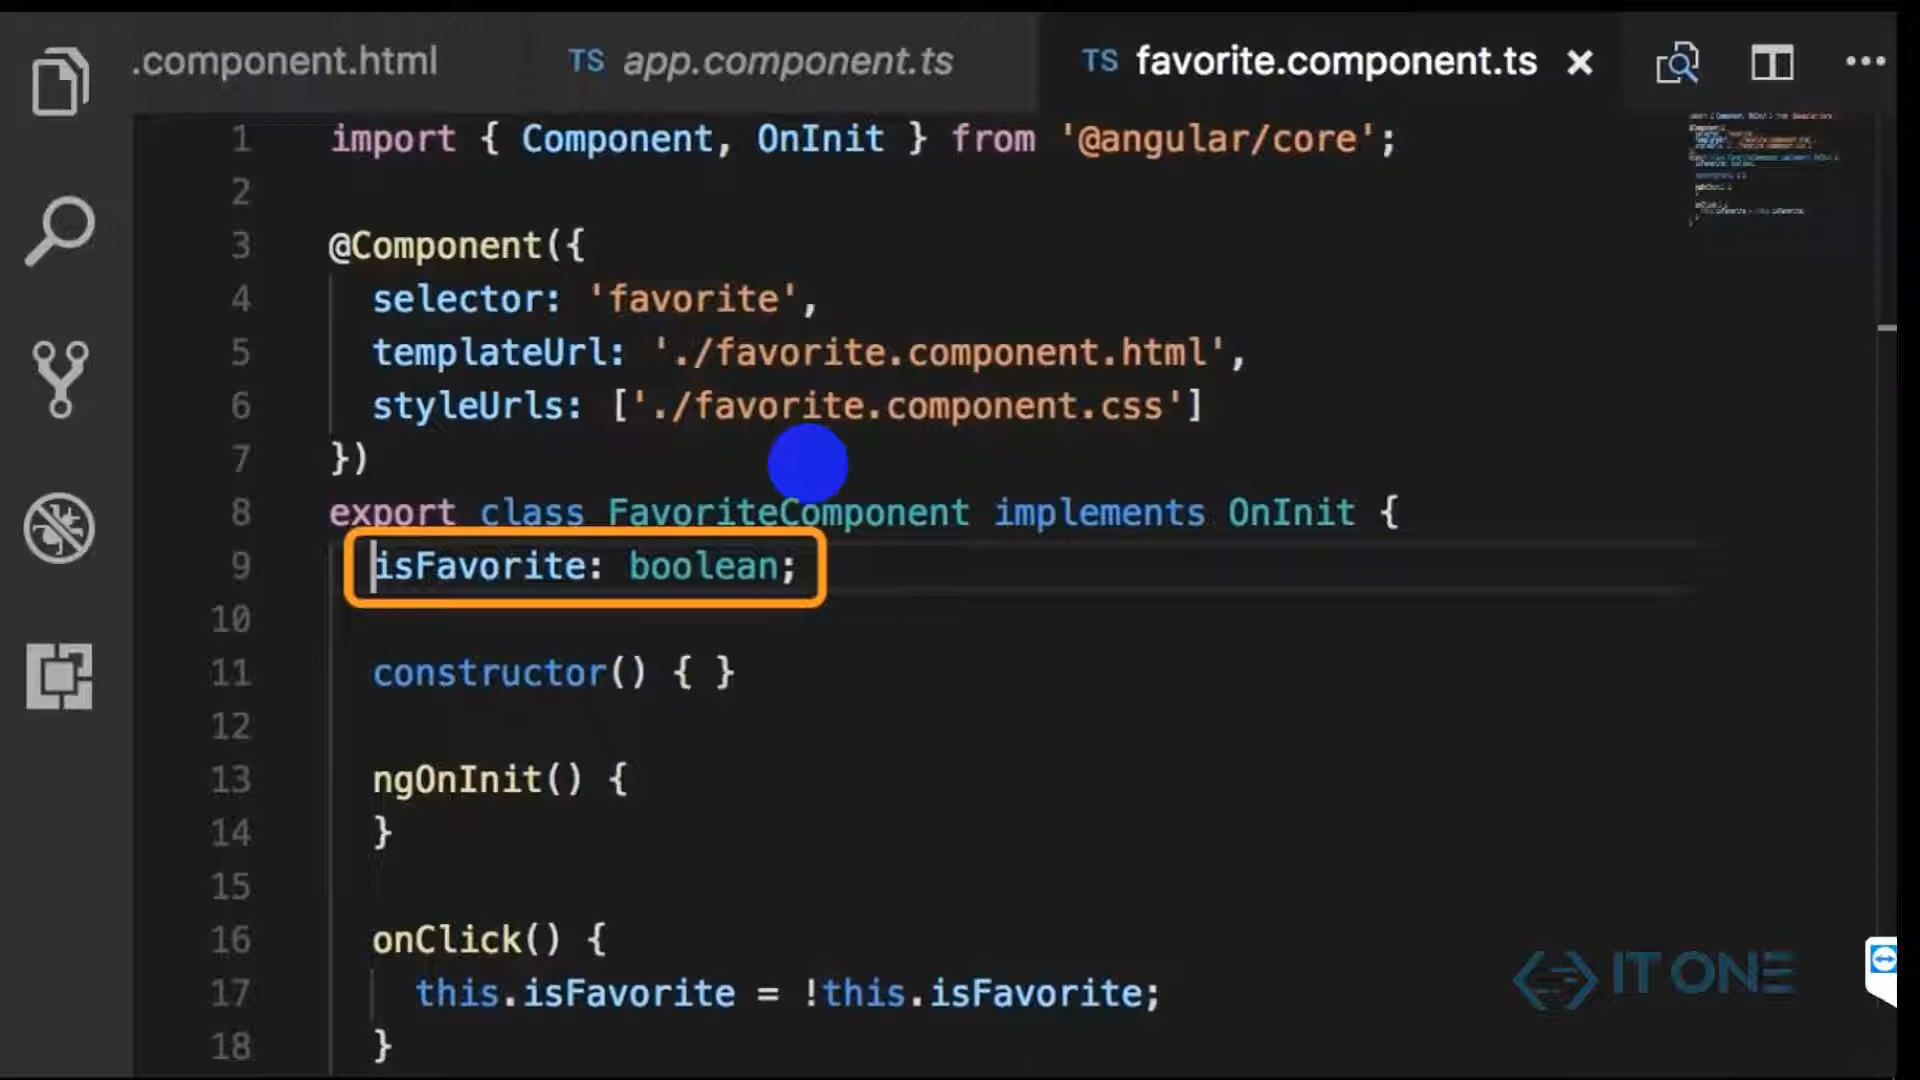 .component.html
TS app.component.ts
TS favorite.component.ts ×
1 import { Component, OnInit } from '@angular/core';
2
3 @Component({
4 selector: 'favorite',
5 templateUrl: './favorite.component.html',
6 styleUrls: ['./favorite.component.css']
7 })
8 export class FavoriteComponent implements OnInit {
9 isFavorite: boolean;
10
11 constructor() { }
12
13 ngOnInit() {
14 }
15
16 onClick() {
17 this.isFavorite = !this.isFavorite;
18 }
IT ONE